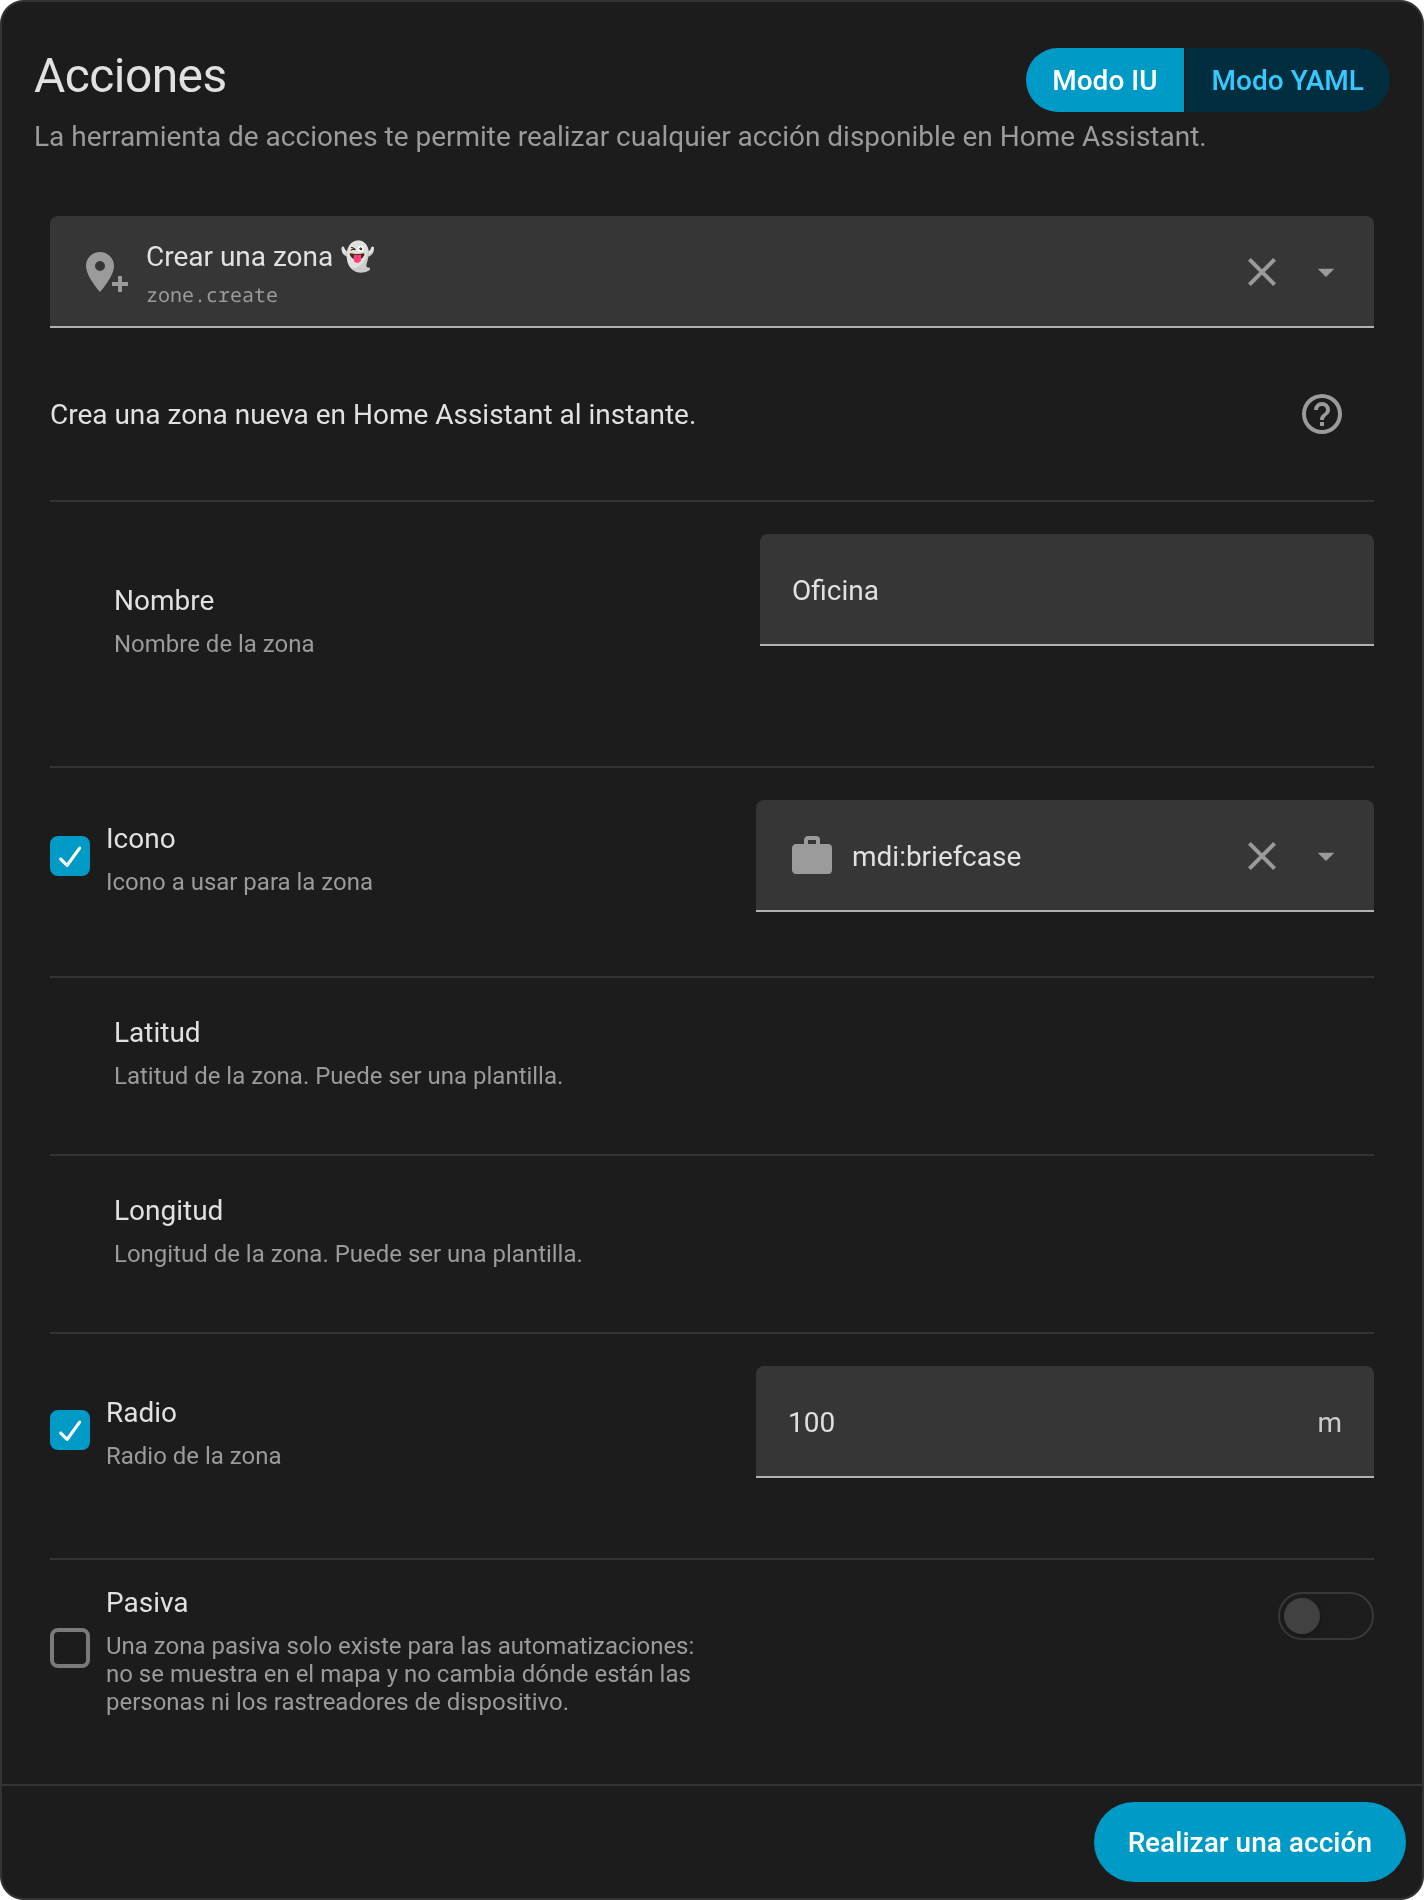 Acciones
Modo IU
Modo YAML
La herramienta de acciones te permite realizar cualquier acción disponible en Home Assistant.
Crear una zona 👻
zone.create
Crea una zona nueva en Home Assistant al instante.
Nombre
Nombre de la zona
Oficina
Icono
Icono a usar para la zona
mdi:briefcase
Latitud
Latitud de la zona. Puede ser una plantilla.
Longitud
Longitud de la zona. Puede ser una plantilla.
Radio
Radio de la zona
100 m
Pasiva
Una zona pasiva solo existe para las automatizaciones:
no se muestra en el mapa y no cambia dónde están las
personas ni los rastreadores de dispositivo.
Realizar una acción